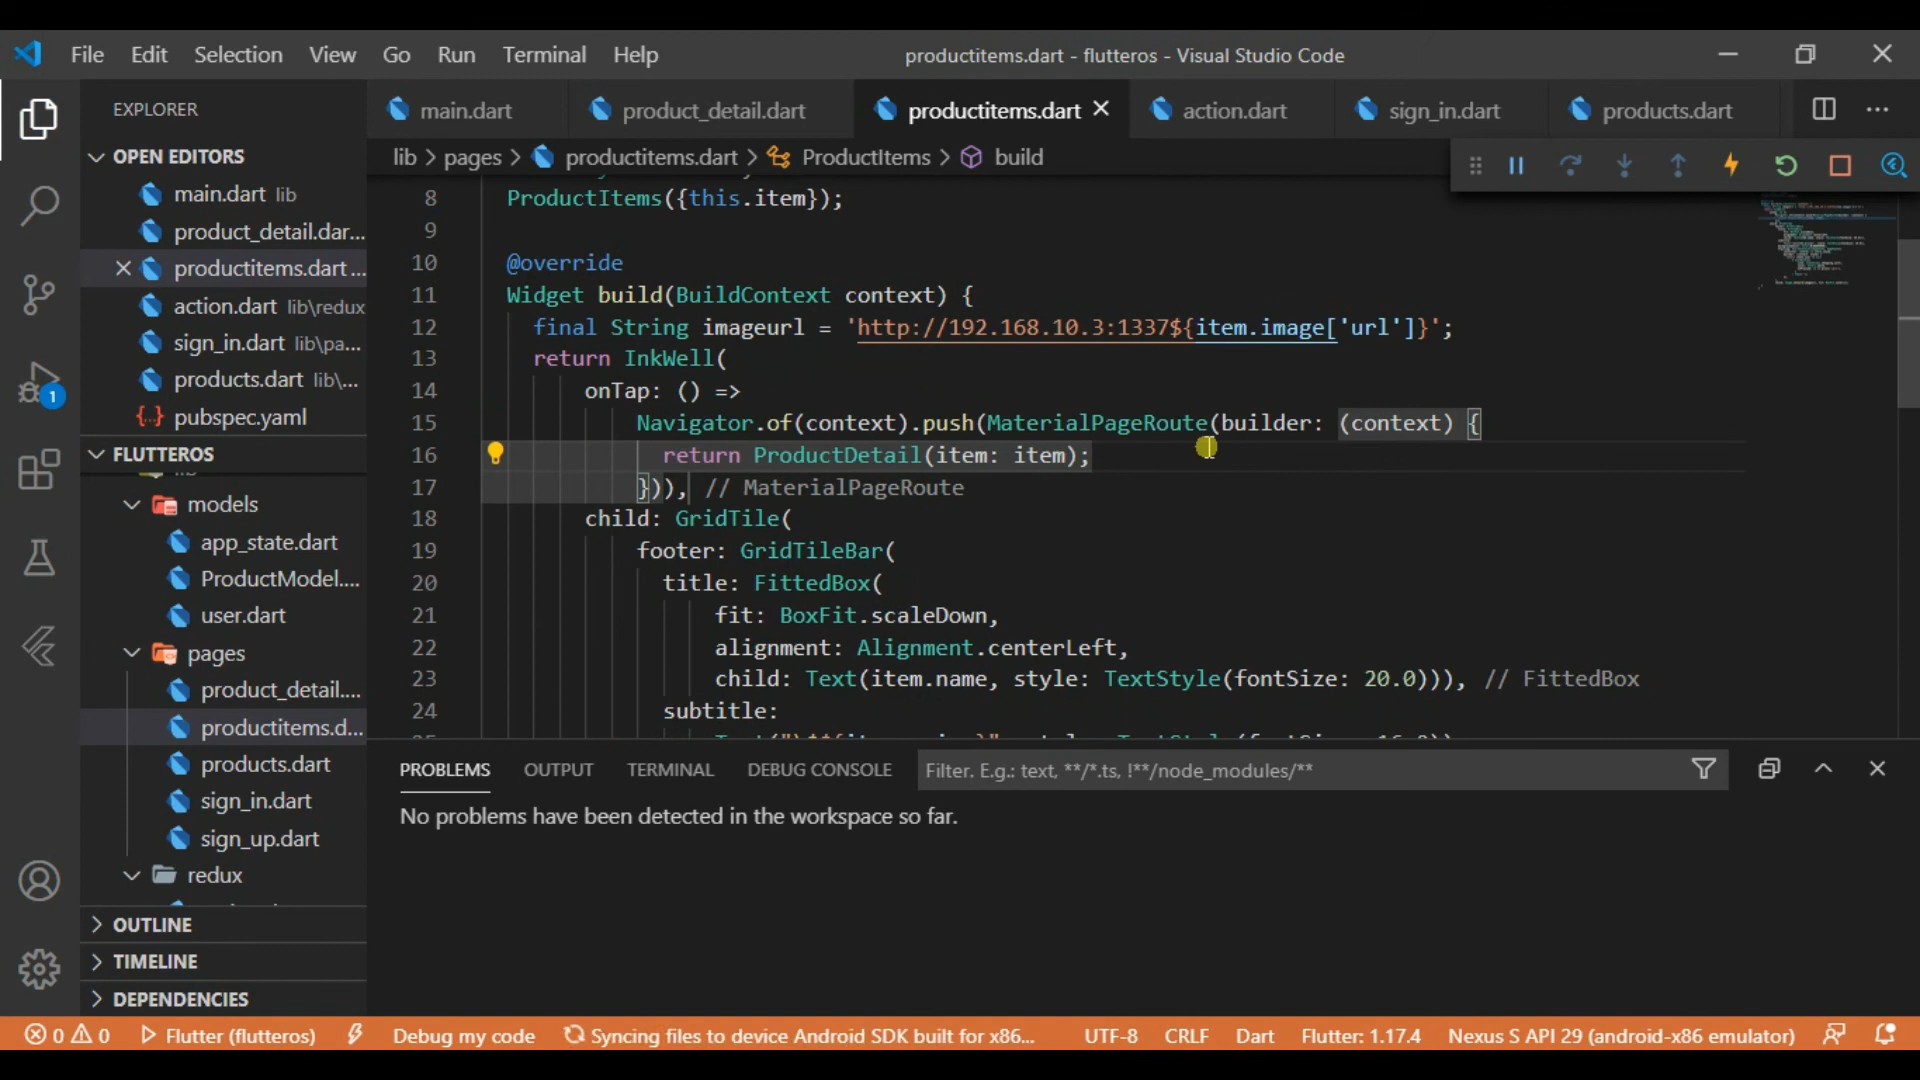 File Edit Selection View Go Run Terminal Help
productitems.dart - flutteros - Visual Studio Code
EXPLORER
OPEN EDITORS
main.dart lib
product_detail.dar...
productitems.dart ...
action.dart lib\redux
sign_in.dart lib\pa...
products.dart lib\...
pubspec.yaml
FLUTTEROS
models
app_state.dart
ProductModel....
user.dart
pages
product_detail....
productitems.d...
products.dart
sign_in.dart
sign_up.dart
redux
OUTLINE
TIMELINE
DEPENDENCIES
1
main.dart product_detail.dart productitems.dart action.dart sign_in.dart products.dart
lib > pages > productitems.dart > ProductItems > build
8 ProductItems({this.item});
9
10 @override
11 Widget build(BuildContext context) {
12 final String imageurl = 'http://192.168.10.3:1337${item.image['url']}';
13 return InkWell(
14 onTap: () =>
15 Navigator.of(context).push(MaterialPageRoute(builder: (context) {
16 return ProductDetail(item: item);
17 })), // MaterialPageRoute
18 child: GridTile(
19 footer: GridTileBar(
20 title: FittedBox(
21 fit: BoxFit.scaleDown,
22 alignment: Alignment.centerLeft,
23 child: Text(item.name, style: TextStyle(fontSize: 20.0))), // FittedBox
24 subtitle:
PROBLEMS OUTPUT TERMINAL DEBUG CONSOLE Filter. E.g.: text, **/*.ts, !**/node_modules/**
No problems have been detected in the workspace so far.
0 0 Flutter (flutteros) Debug my code Syncing files to device Android SDK built for x86... UTF-8 CRLF Dart Flutter: 1.17.4 Nexus S API 29 (android-x86 emulator)